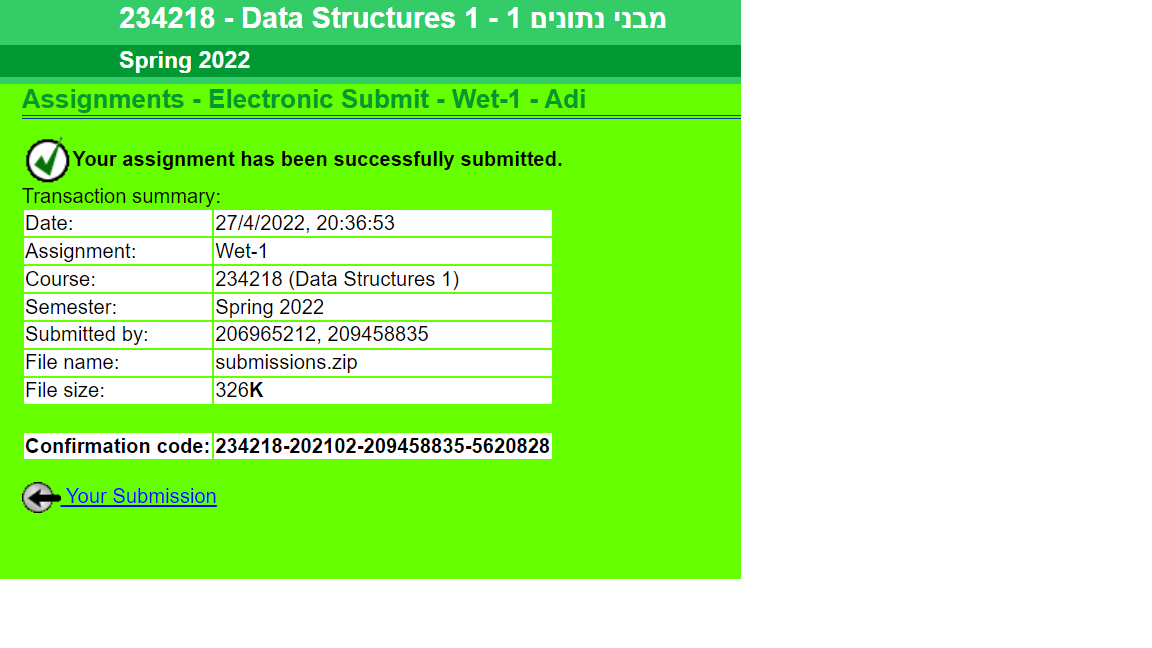 234218 - Data Structures 1 - מבני נתונים 1
Spring 2022
Assignments - Electronic Submit - Wet-1 - Adi
Your assignment has been successfully submitted.
Transaction summary:
Date: 27/4/2022, 20:36:53
Assignment: Wet-1
Course: 234218 (Data Structures 1)
Semester: Spring 2022
Submitted by: 206965212, 209458835
File name: submissions.zip
File size: 326K
Confirmation code: 234218-202102-209458835-5620828
Your Submission